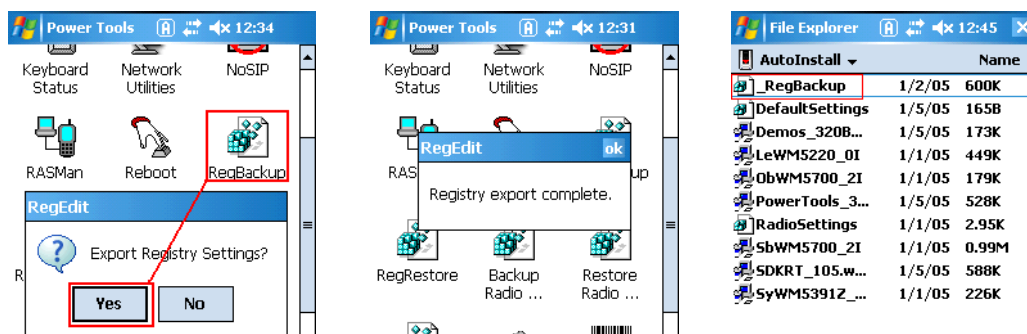 Power Tools A 12:34
Keyboard Status
Network Utilities
NoSIP
RASMan
Reboot
RegBackup
RegEdit
Export Registry Settings?
R
Yes
No
Power Tools A 12:31
Keyboard Status
Network Utilities
NoSIP
RegEdit
ok
RAS
up
Registry export complete.
RegRestore
Backup Radio ...
Restore Radio ...
File Explorer A 12:45 X
AutoInstall Name
_RegBackup 1/2/05 600K
DefaultSettings 1/5/05 165B
Demos_320B... 1/5/05 173K
LeWM5220_0I 1/1/05 449K
ObWM5700_2I 1/1/05 179K
PowerTools_3... 1/5/05 528K
RadioSettings 1/1/05 2.95K
SbWM5700_2I 1/1/05 0.99M
SDKRT_105.w... 1/5/05 588K
SyWM5391Z_... 1/1/05 226K